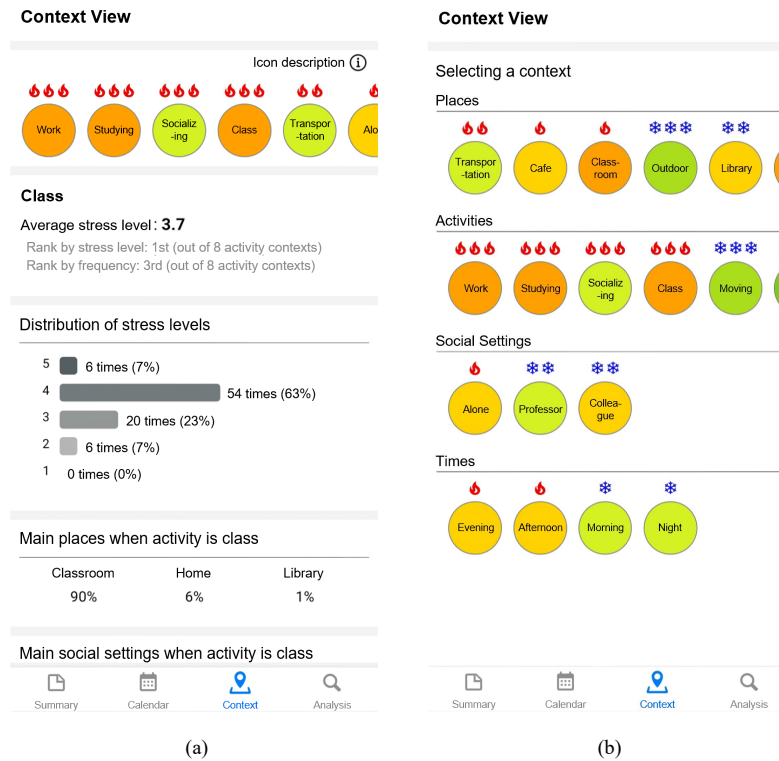 Context View
Icon description i
Work Studying Socializ Class Transpor Alo
-ing -tation
Class
Average stress level: 3.7
Rank by stress level: 1st (out of 8 activity contexts)
Rank by frequency: 3rd (out of 8 activity contexts)
Distribution of stress levels
5 6 times (7%)
4 54 times (63%)
3 20 times (23%)
2 6 times (7%)
1 0 times (0%)
Main places when activity is class
Classroom Home Library
90% 6% 1%
Main social settings when activity is class
Summary Calendar Context Analysis
(a)
Context View
Selecting a context
Places
Transpor Cafe Class- Outdoor Library
-tation room
Activities
Work Studying Socializ Class Moving
-ing
Social Settings
Alone Professor Collea-
gue
Times
Evening Afternoon Morning Night
Summary Calendar Context Analysis
(b)